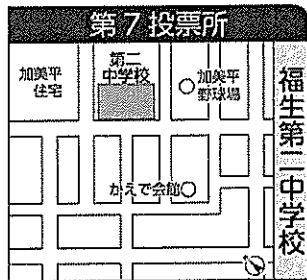 第7投票所
福生第二中学校
加美平
住宅
第二
中学校
加美平
野球場
かえで会館